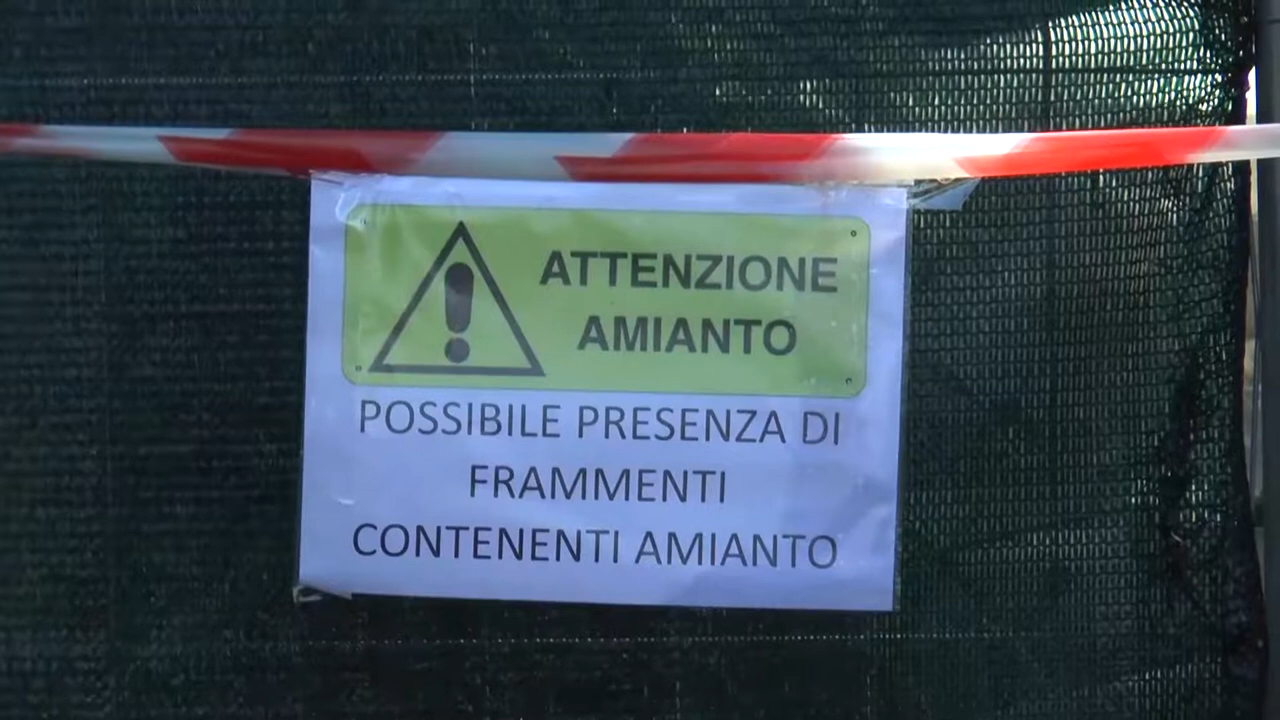 ATTENZIONE
AMIANTO
POSSIBILE PRESENZA DI
FRAMMENTI
CONTENENTI AMIANTO